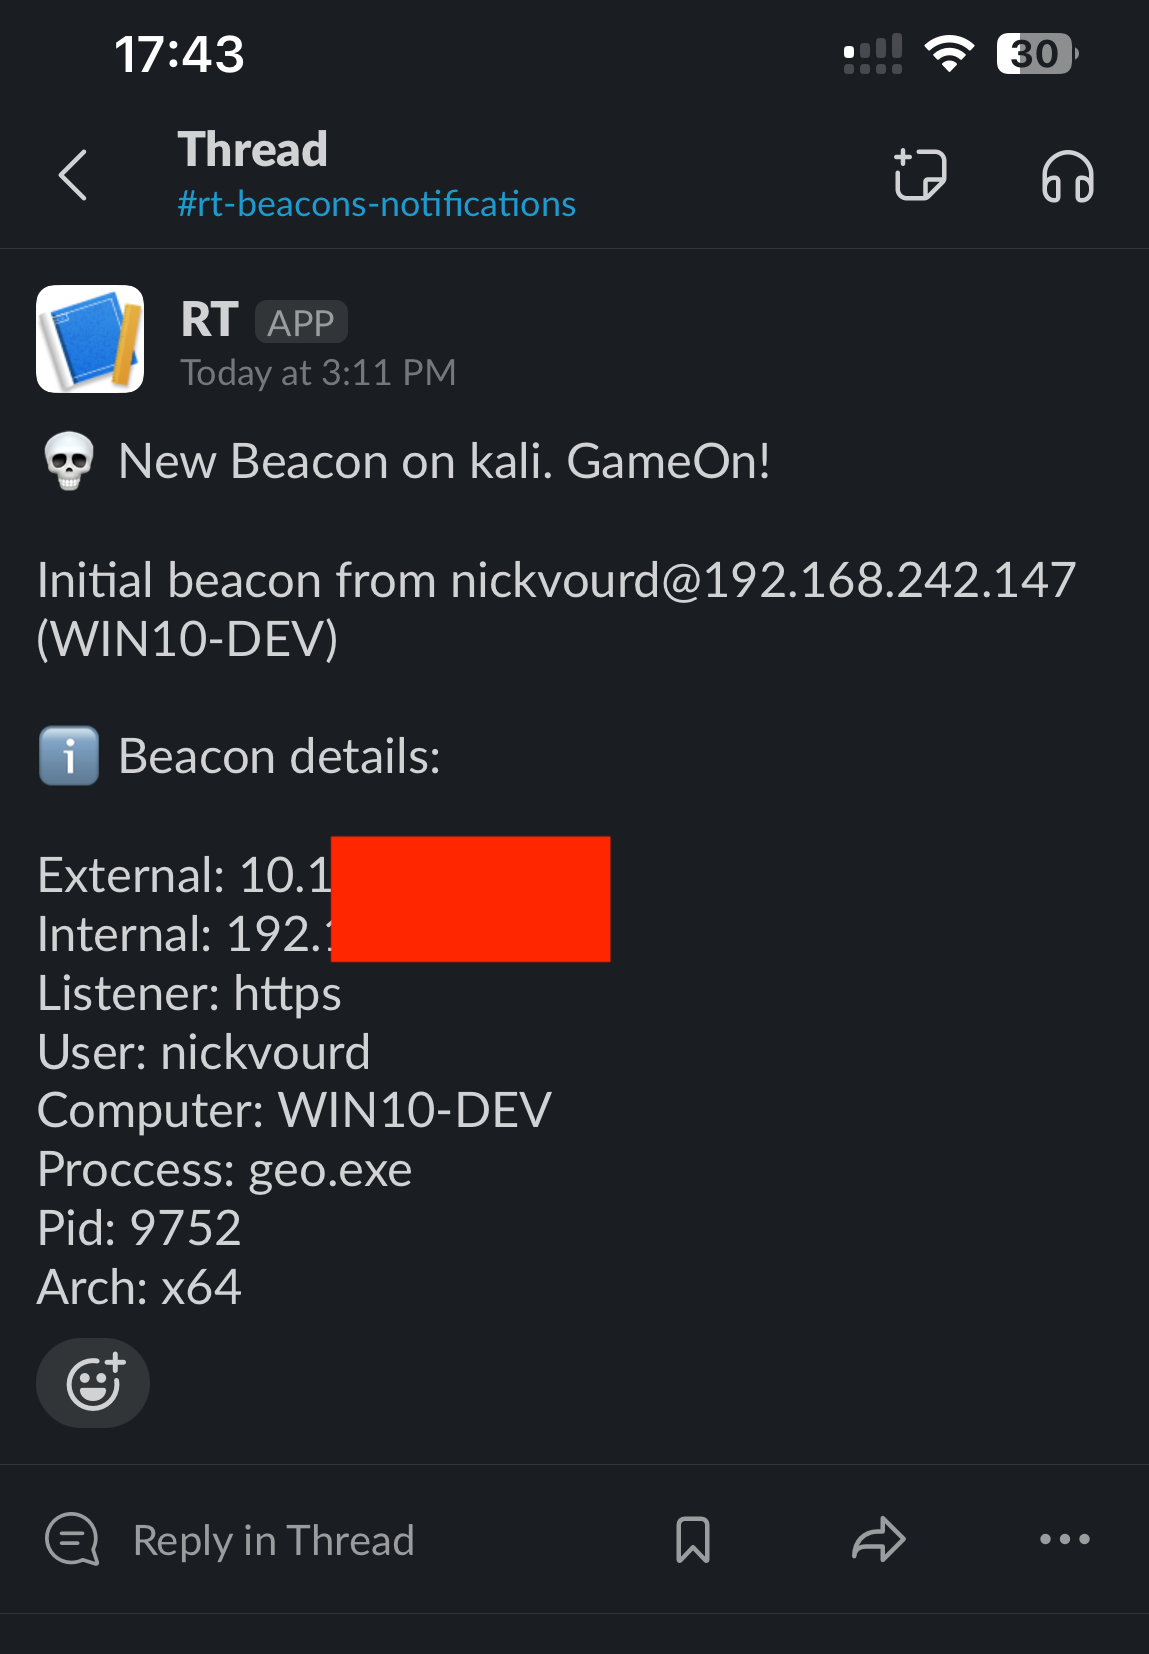 17:43
30
Thread
#rt-beacons-notifications
RT APP
Today at 3:11 PM
New Beacon on kali. GameOn!
Initial beacon from nickvourd@192.168.242.147
(WIN10-DEV)
Beacon details:
External: 10.1
Internal: 192.1
Listener: https
User: nickvourd
Computer: WIN10-DEV
Proccess: geo.exe
Pid: 9752
Arch: x64
Reply in Thread